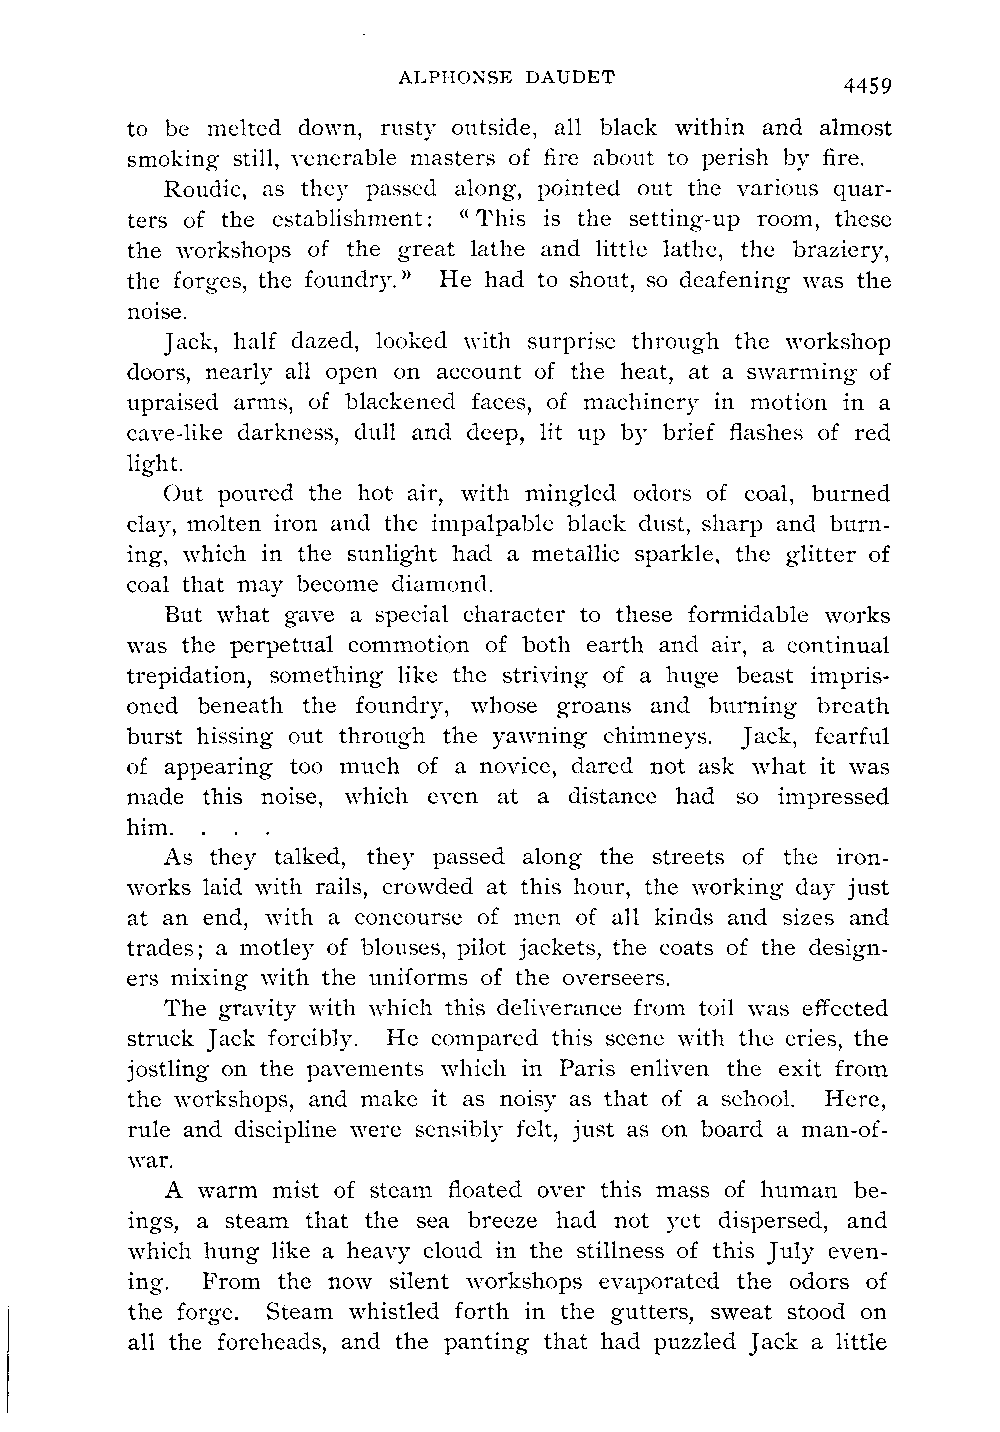 ALPHONSE DAUDET
4459
to be melted down, rusty outside, all black within and almost
smoking still, venerable masters of fire about to perish by fire.
Roudic, as they passed along, pointed out the various quar-
ters of the establishment: « This is the setting-up room, these
the workshops of the great lathe and little lathe, the braziery,
the forges, the foundry.» He had to shout, so deafening was the
noise.
Jack, half dazed, looked with surprise through the workshop
doors, nearly all open on account of the heat, at a swarming of
upraised arms, of blackened faces, of machinery in motion in a
cave-like darkness, dull and deep, lit up by brief flashes of red
light.
Out poured the hot air, with mingled odors of coal, burned
clay, molten iron and the impalpable black dust, sharp and burn-
ing, which in the sunlight had a metallic sparkle, the glitter of
coal that may become diamond.
But what gave a special character to these formidable works
was the perpetual commotion of both earth and air, a continual
trepidation, something like the striving of a huge beast impris-
oned beneath the foundry, whose groans and burning breath
burst hissing out through the yawning chimneys. Jack, fearful
of appearing too much of a novice, dared not ask what it was
made this noise, which even at a distance had so impressed
him. . . .
As they talked, they passed along the streets of the iron-
works laid with rails, crowded at this hour, the working day just
at an end, with a concourse of men of all kinds and sizes and
trades; a motley of blouses, pilot jackets, the coats of the design-
ers mixing with the uniforms of the overseers.
The gravity with which this deliverance from toil was effected
struck Jack forcibly. He compared this scene with the cries, the
jostling on the pavements which in Paris enliven the exit from
the workshops, and make it as noisy as that of a school. Here,
rule and discipline were sensibly felt, just as on board a man-of-
war.
A warm mist of steam floated over this mass of human be-
ings, a steam that the sea breeze had not yet dispersed, and
which hung like a heavy cloud in the stillness of this July even-
ing. From the now silent workshops evaporated the odors of
the forge. Steam whistled forth in the gutters, sweat stood on
all the foreheads, and the panting that had puzzled Jack a little